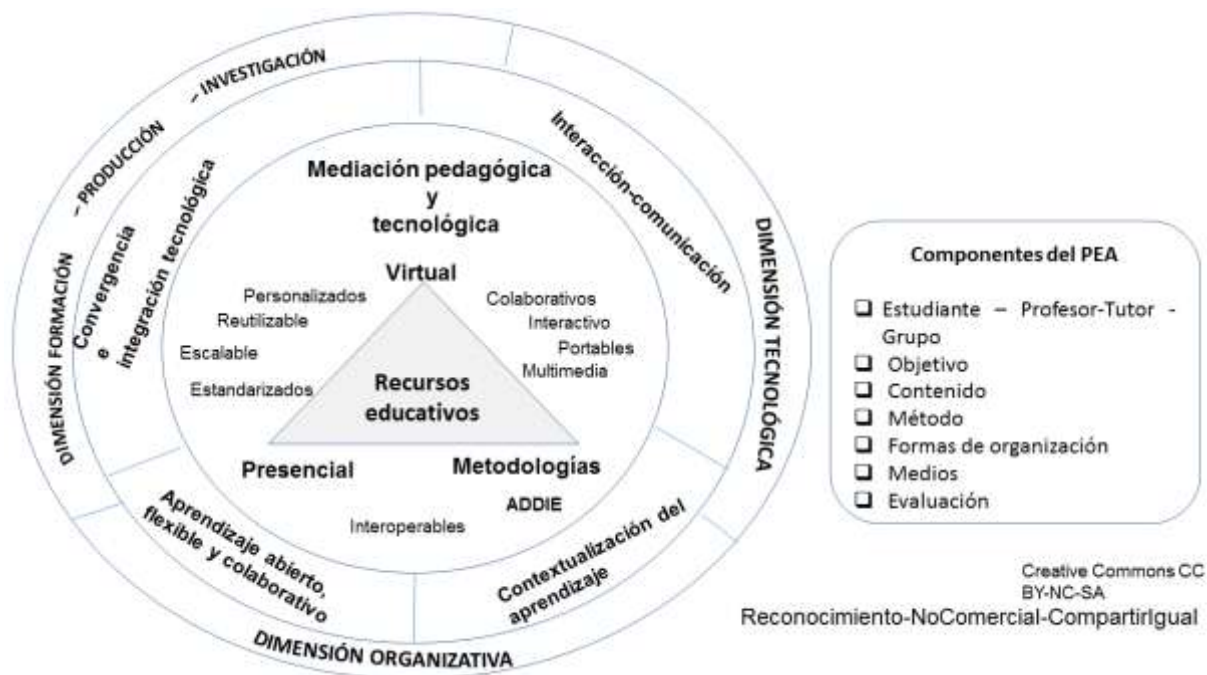 DIMENSIÓN FORMACIÓN – PRODUCCIÓN – INVESTIGACIÓN
DIMENSIÓN TECNOLÓGICA
DIMENSIÓN ORGANIZATIVA
Convergencia
e
integración tecnológica
Interacción-comunicación
Aprendizaje abierto,
flexible y colaborativo
Contextualización del
aprendizaje
Mediación pedagógica
y
tecnológica
Virtual
Personalizados
Reutilizable
Escalable
Estandarizados
Colaborativos
Interactivo
Portables
Multimedia
Recursos
educativos
Presencial
Metodologías
ADDIE
Interoperables
Componentes del PEA
Estudiante – Profesor-Tutor -
Grupo
Objetivo
Contenido
Método
Formas de organización
Medios
Evaluación
Creative Commons CC
BY-NC-SA
Reconocimiento-NoComercial-CompartirIgual